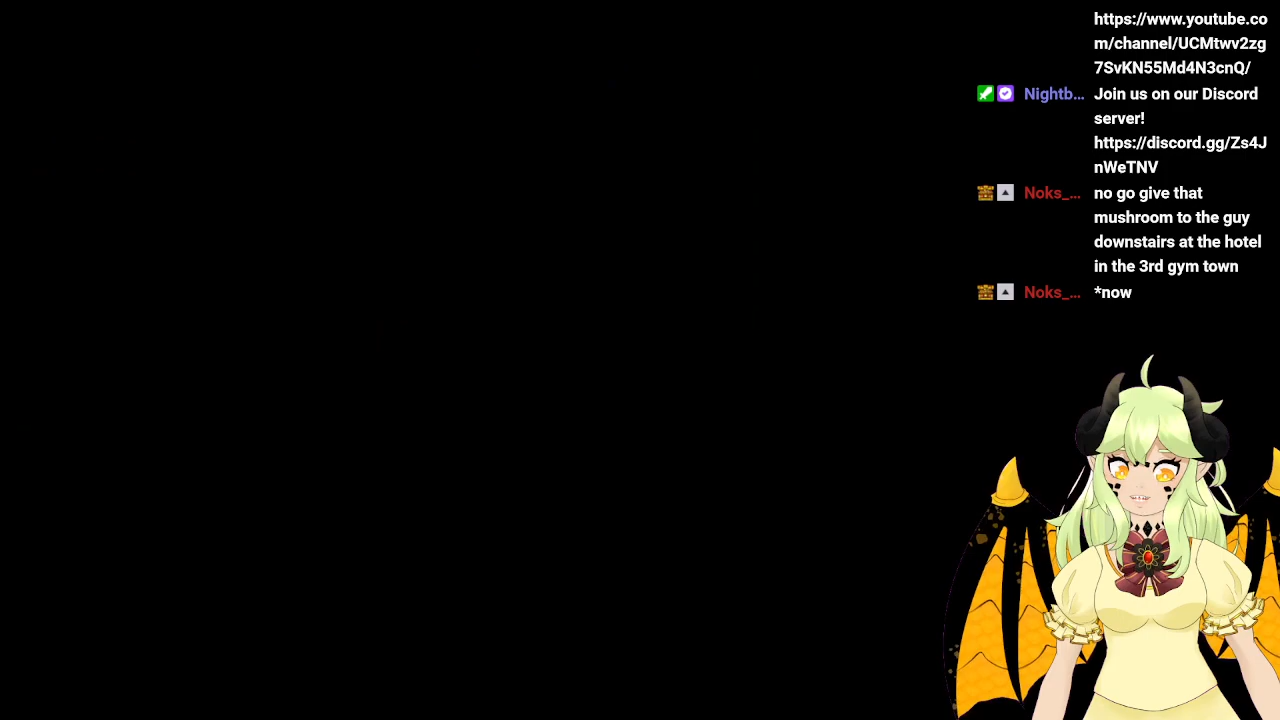 https://www.youtube.co
m/channel/UCMtwv2zg
7SvKN55Md4N3cnQ/
Nightb... Join us on our Discord
server!
https://discord.gg/Zs4J
nWeTNV
Noks_... no go give that
mushroom to the guy
downstairs at the hotel
in the 3rd gym town
Noks_... *now